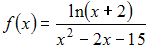 f(x) = ln(x + 2) / (x² − 2x − 15)